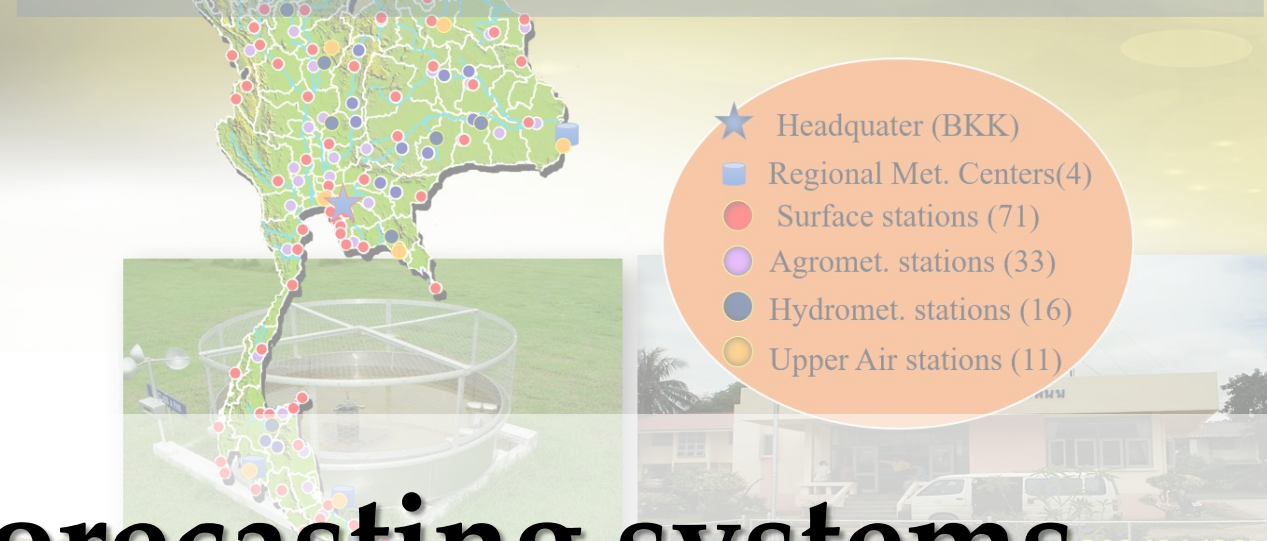 Headquater (BKK)
Regional Met. Centers(4)
Surface stations (71)
Agromet. stations (33)
Hydromet. stations (16)
Upper Air stations (11)
orecasting systems